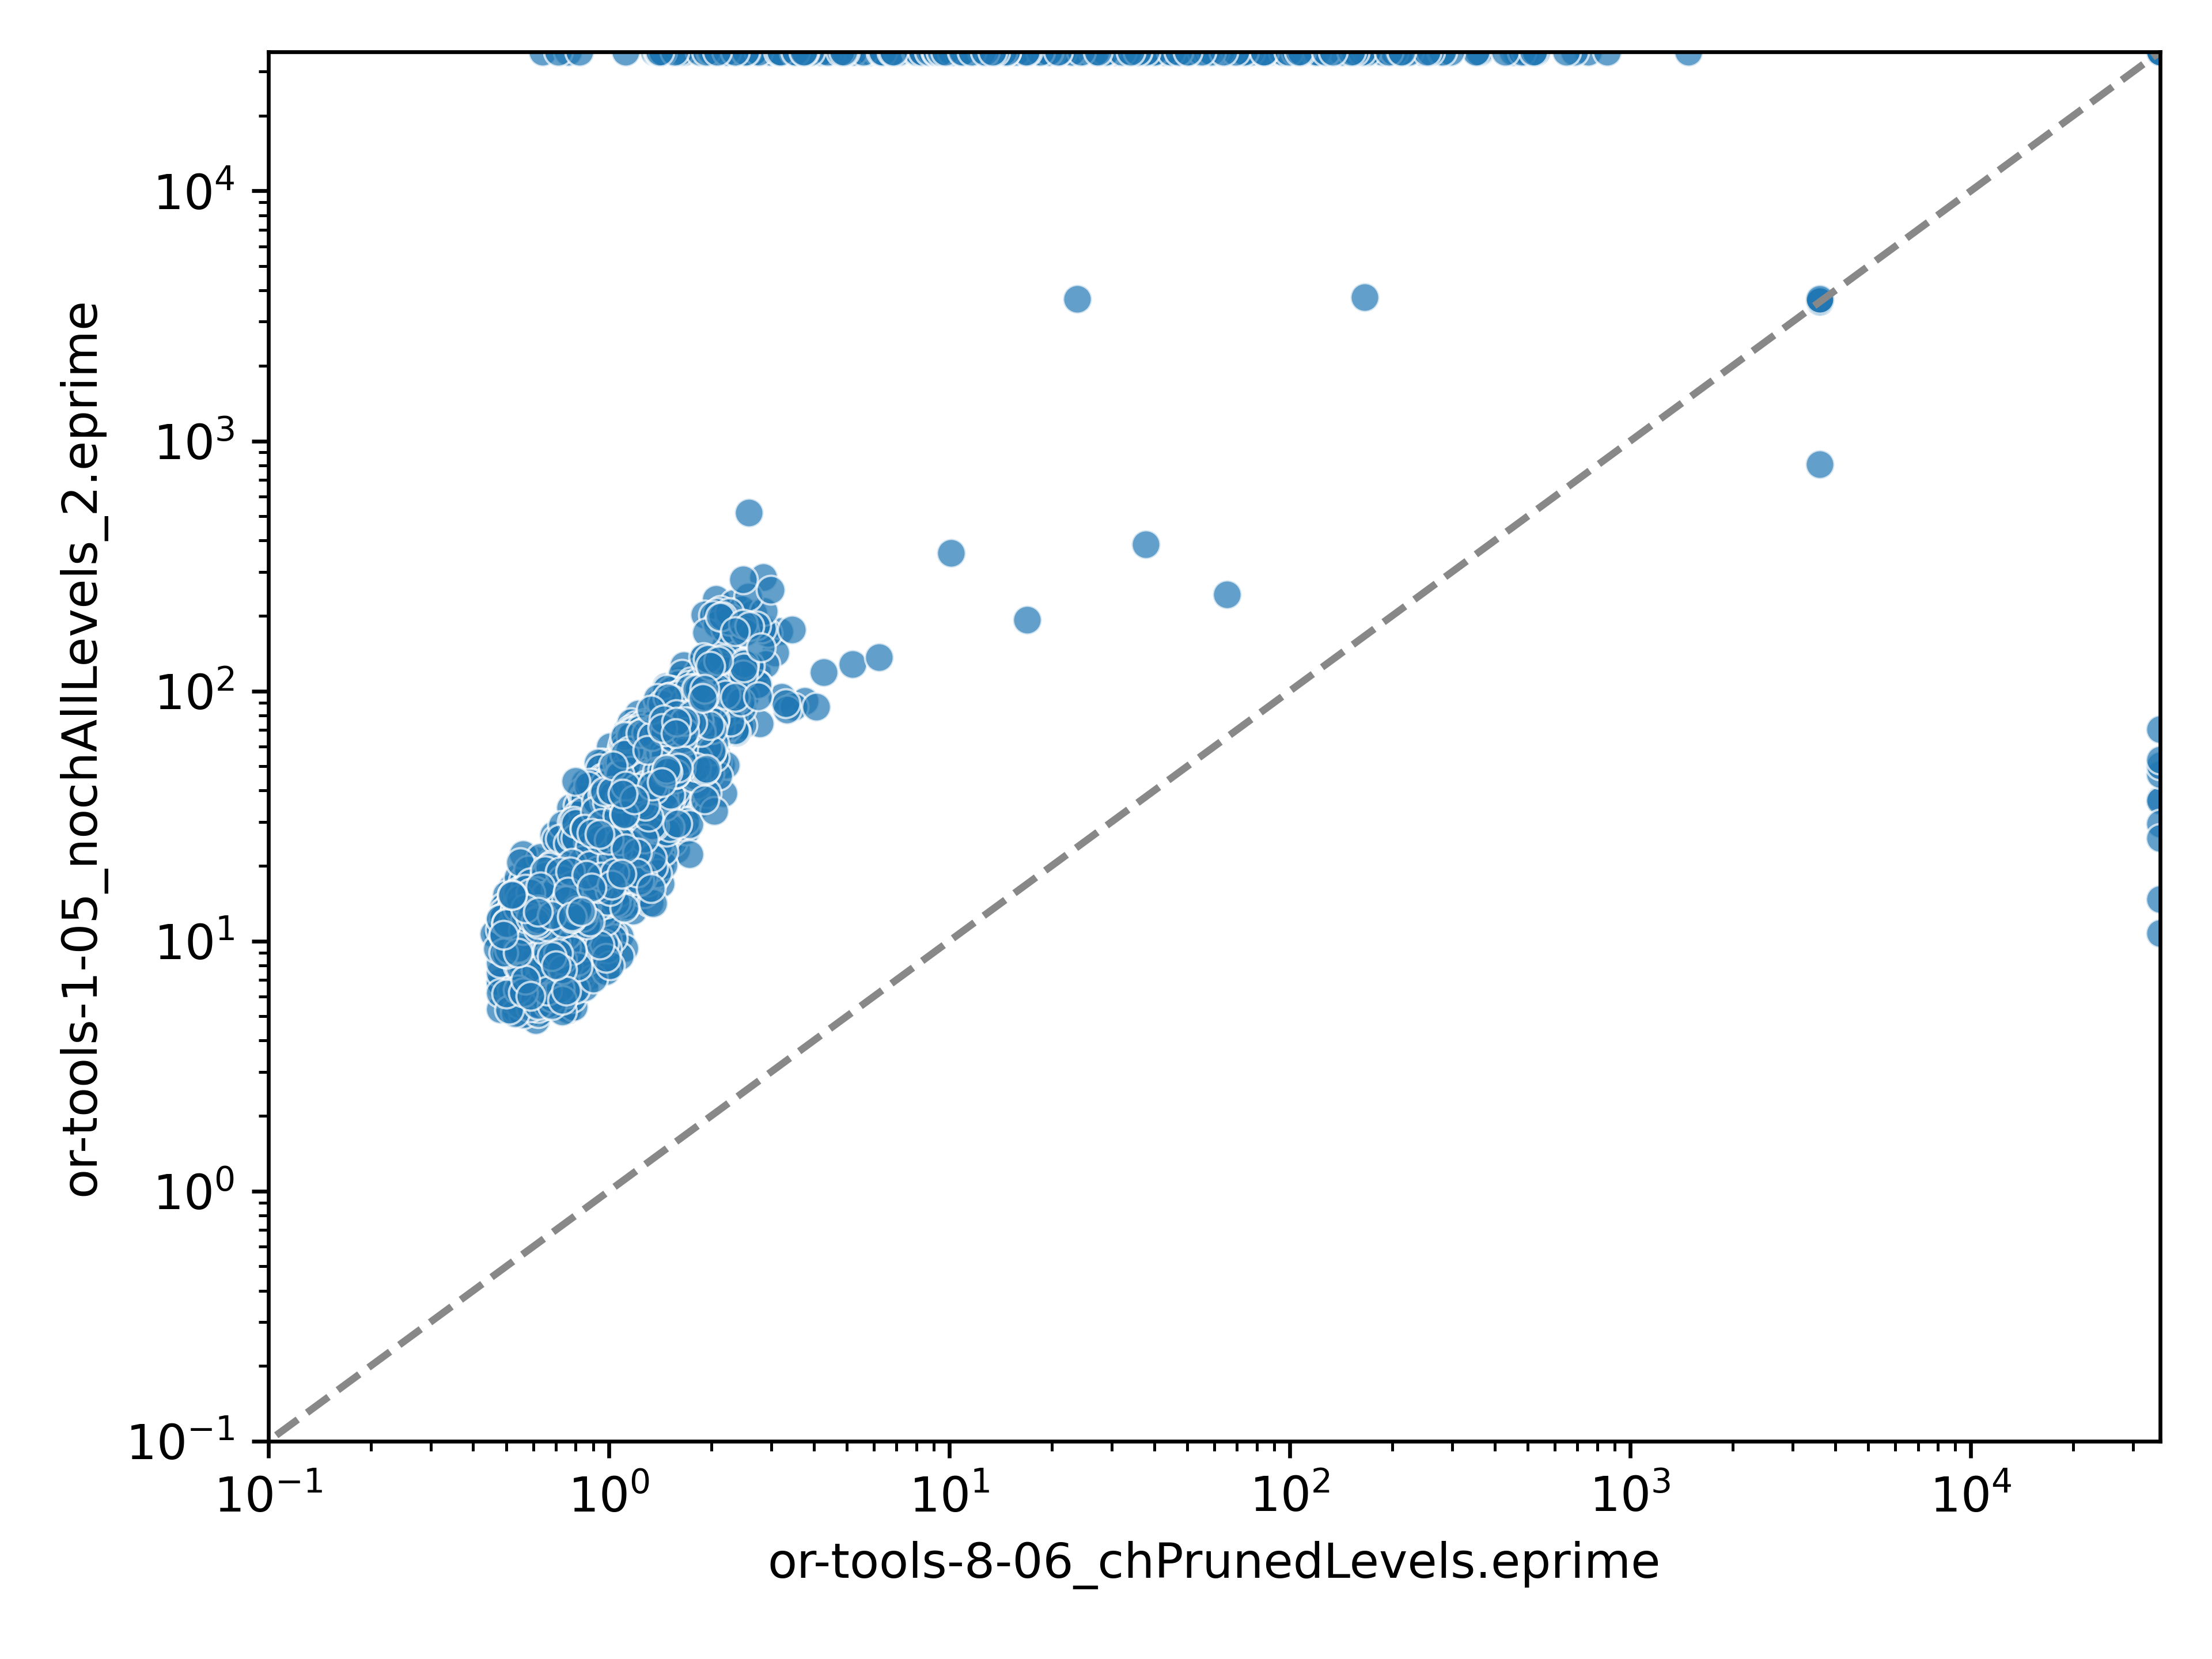 10⁴
10³
10²
10¹
10⁰
10⁻¹
or-tools-1-05_nochAllLevels_2.eprime
10⁻¹ 10⁰ 10¹ 10² 10³ 10⁴
or-tools-8-06_chPrunedLevels.eprime